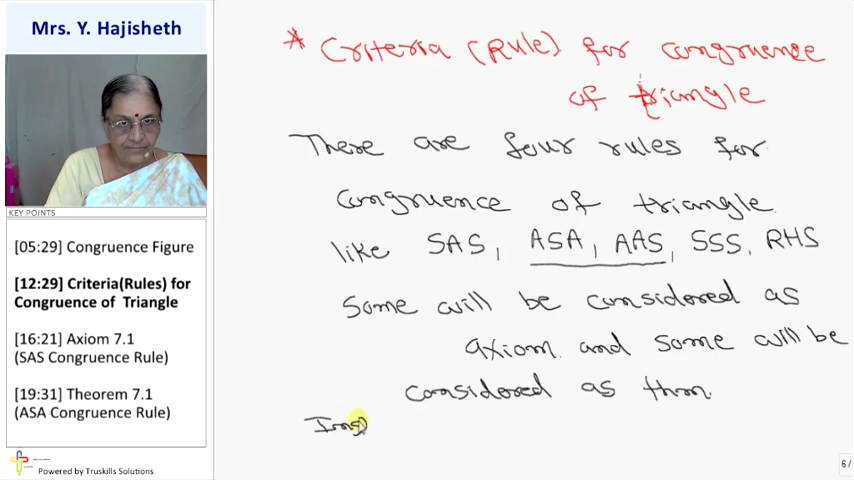 Mrs. Y. Hajisheth
KEY POINTS
[05:29] Congruence Figure
[12:29] Criteria(Rules) for
Congruence of Triangle
[16:21] Axiom 7.1
(SAS Congruence Rule)
[19:31] Theorem 7.1
(ASA Congruence Rule)
Powered by Truskills Solutions
* Criteria (Rule) for congruence
of triangle
There are four rules for
congruence of triangle
like SAS, ASA, AAS, SSS, RHS
Some will be considered as
axiom and some will be
considered as thm.
6/